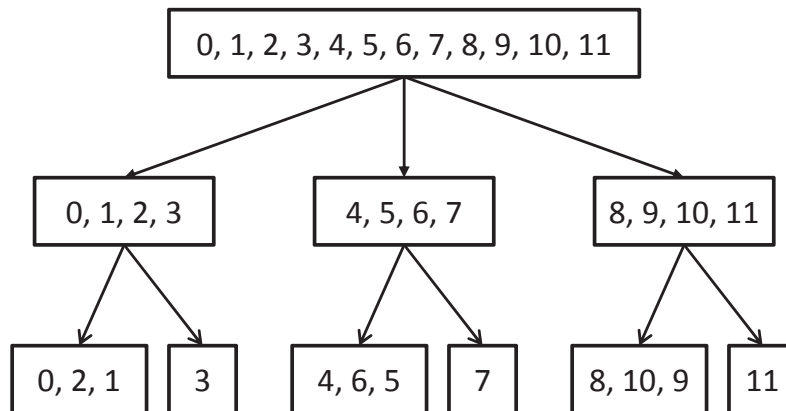 0, 1, 2, 3, 4, 5, 6, 7, 8, 9, 10, 11
0, 1, 2, 3
4, 5, 6, 7
8, 9, 10, 11
0, 2, 1
3
4, 6, 5
7
8, 10, 9
11